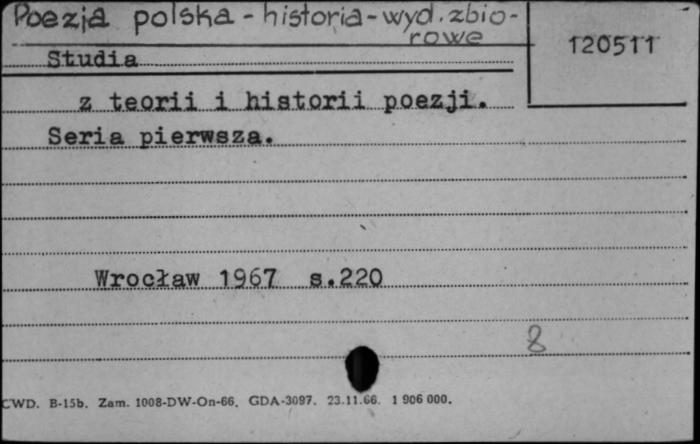 Poezja polska - historia - wyd. zbio-
rowe
120511
Studia
z teorii i historii poezji.
Seria pierwsza.
Wrocław 1967 s.220
8
CWD. B-15b. Zam. 1008-DW-On-66. GDA-3097. 23.11.66. 1 906 000.